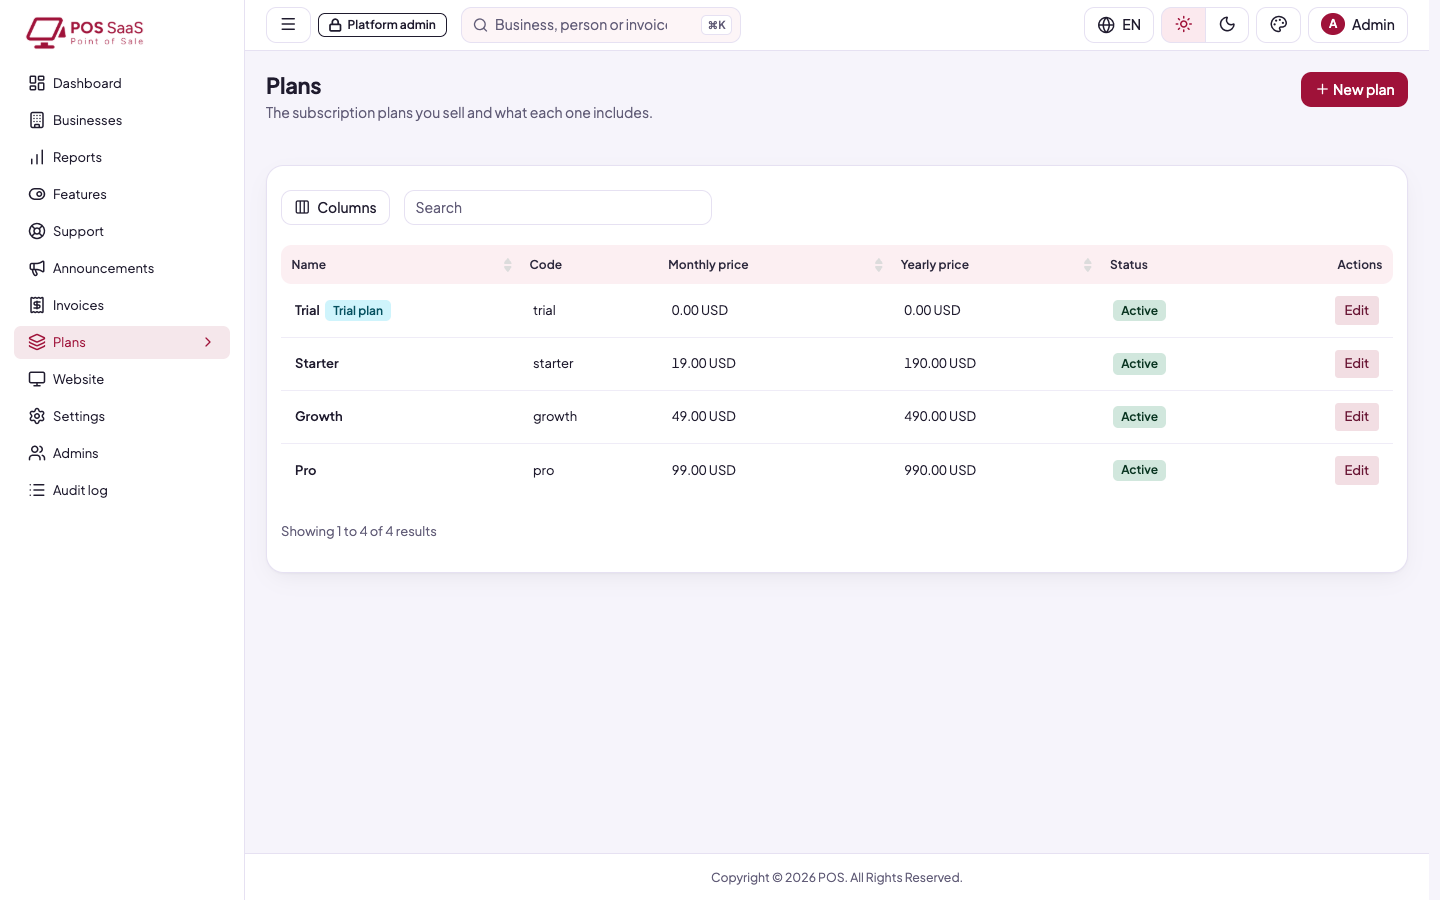 POS SaaS
Point of Sale
Dashboard
Businesses
Reports
Features
Support
Announcements
Invoices
Plans
Website
Settings
Admins
Audit log
Platform admin
Business, person or invoice
⌘K
EN
A
Admin
Plans
The subscription plans you sell and what each one includes.
+ New plan
Columns
Search
Name Code Monthly price Yearly price Status Actions
Trial Trial plan trial 0.00 USD 0.00 USD Active Edit
Starter starter 19.00 USD 190.00 USD Active Edit
Growth growth 49.00 USD 490.00 USD Active Edit
Pro pro 99.00 USD 990.00 USD Active Edit
Showing 1 to 4 of 4 results
Copyright © 2026 POS. All Rights Reserved.